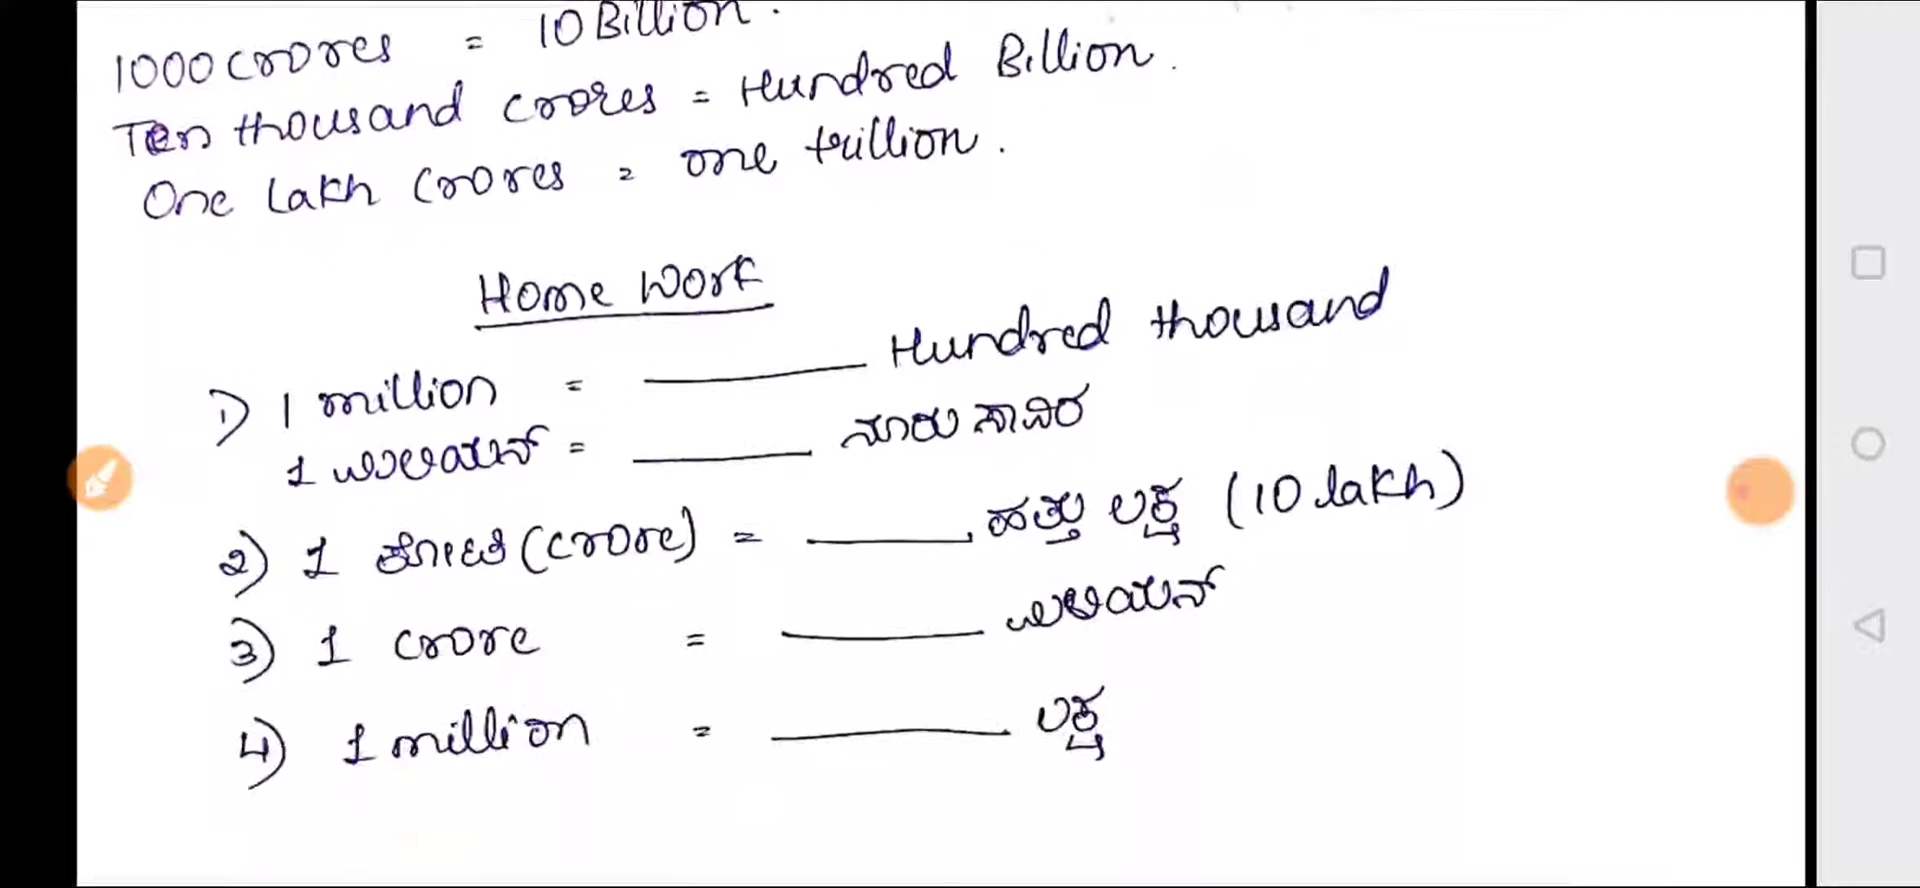 1000 crores = 10 Billion.
Ten thousand crores = Hundred Billion.
One Lakh Crores = one trillion.
Home Work
1) 1 million = ______ Hundred thousand
1 ಮಿಲಿಯನ್ = ______ ನೂರು ಸಾವಿರ
2) 1 ಕೋಟಿ (crore) = ______ ಹತ್ತು ಲಕ್ಷ (10 lakh)
3) 1 crore = ______ ಮಿಲಿಯನ್
4) 1 million = ______ ಲಕ್ಷ